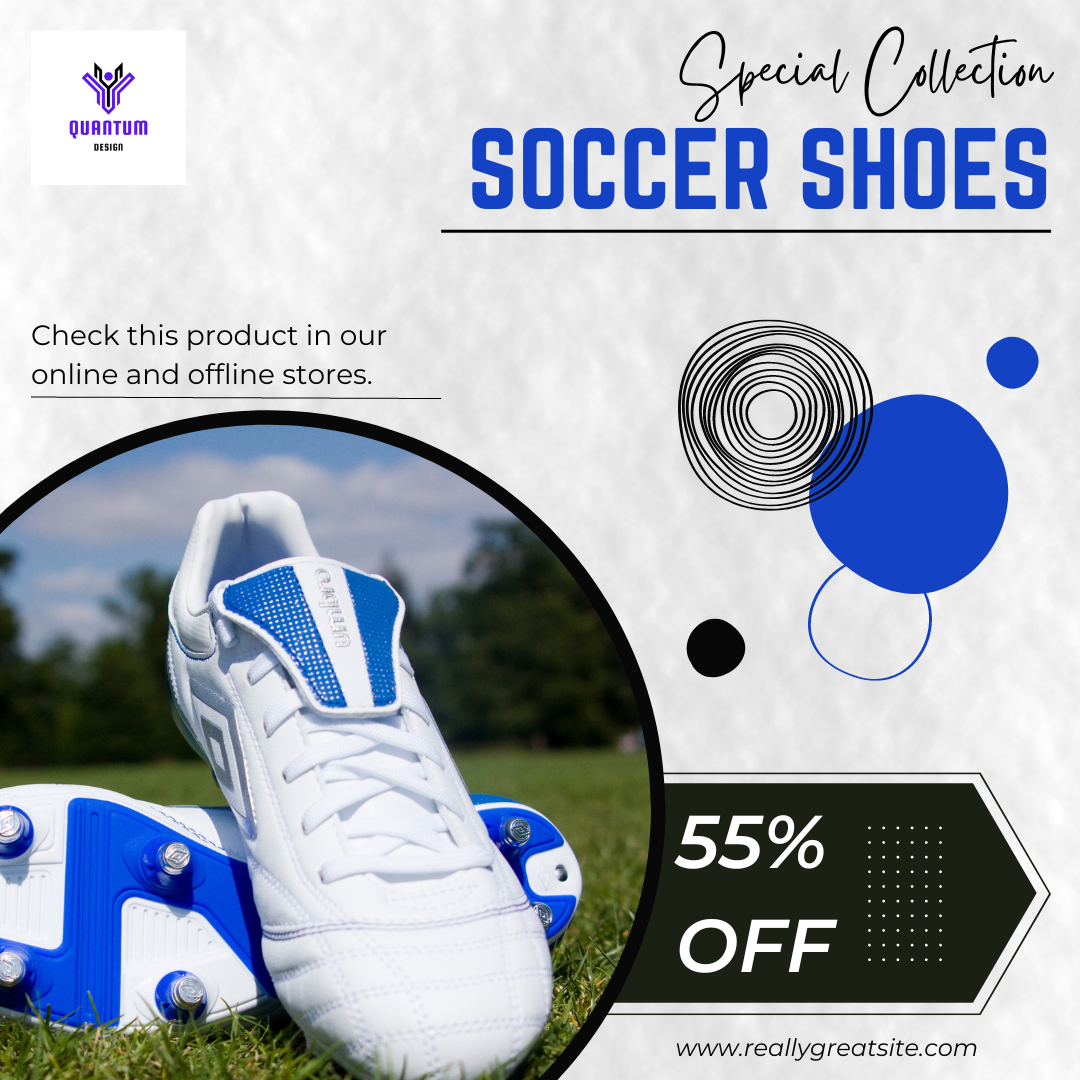 QUANTUM
DESIGN
Special Collection
SOCCER SHOES
Check this product in our
online and offline stores.
umbro
55%
OFF
www.reallygreatsite.com